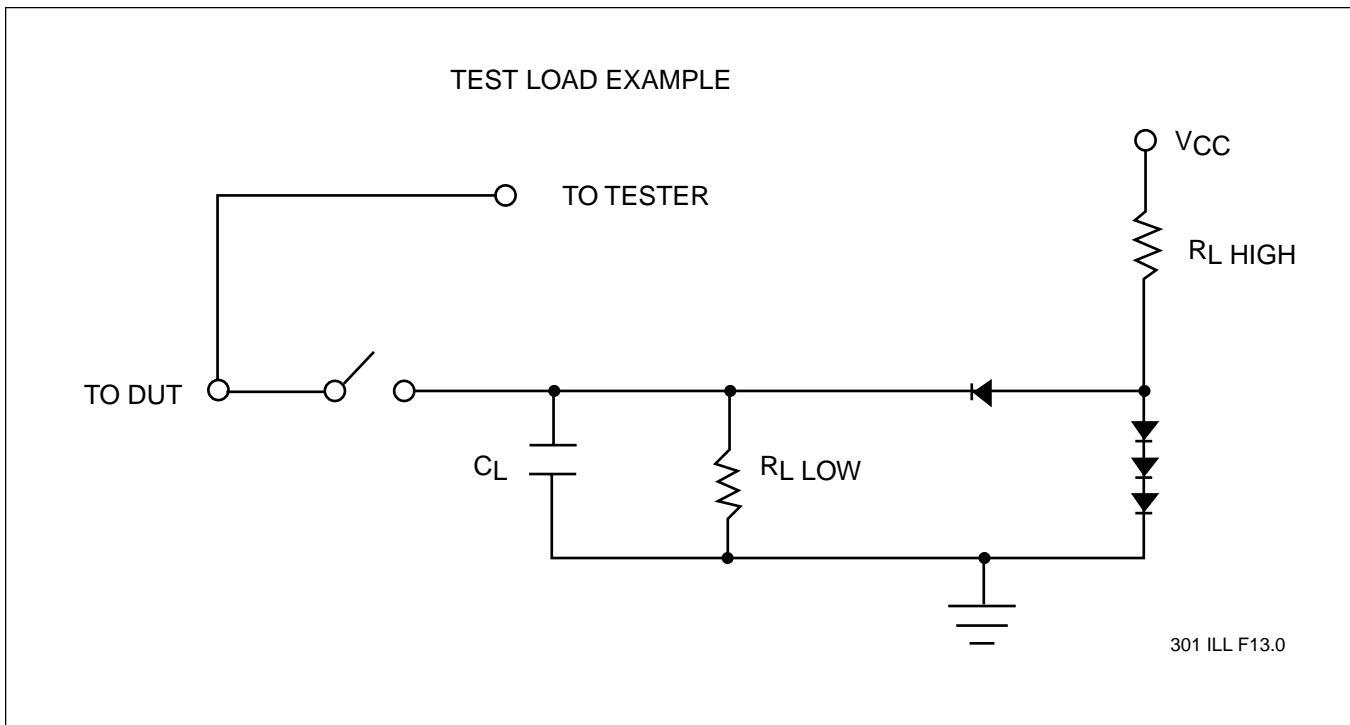 TEST LOAD EXAMPLE
VCC
TO TESTER
RL HIGH
TO DUT
CL
RL LOW
301 ILL F13.0